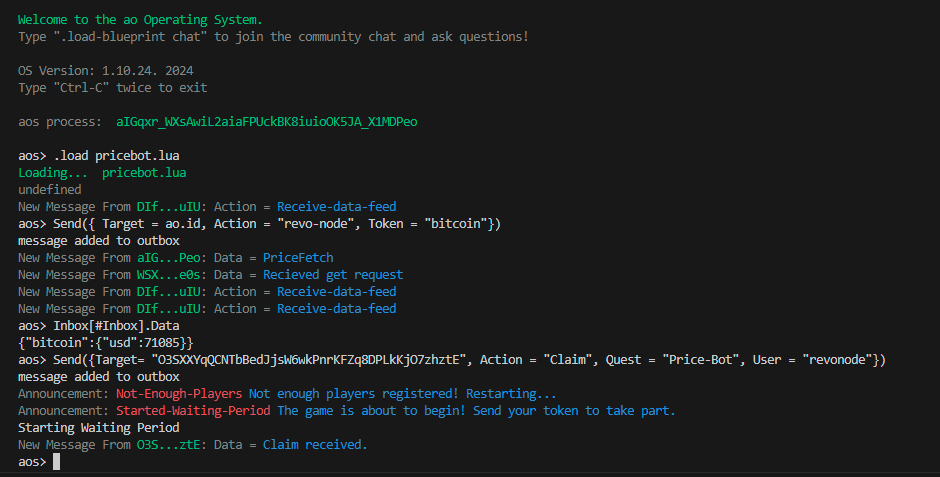 Welcome to the ao Operating System.
Type ".load-blueprint chat" to join the community chat and ask questions!
OS Version: 1.10.24. 2024
Type "Ctrl-C" twice to exit
aos process:  aIGqxr_WXsAwiL2aiaFPUckBK8iuioOK5JA_X1MDPeo
aos> .load pricebot.lua
Loading...  pricebot.lua
undefined
New Message From DIf...uIU: Action = Receive-data-feed
aos> Send({ Target = ao.id, Action = "revo-node", Token = "bitcoin"})
message added to outbox
New Message From aIG...Peo: Data = PriceFetch
New Message From WSX...e0s: Data = Recieved get request
New Message From DIf...uIU: Action = Receive-data-feed
New Message From DIf...uIU: Action = Receive-data-feed
aos> Inbox[#Inbox].Data
{"bitcoin":{"usd":71085}}
aos> Send({Target= "O3SXXYqQCNTbBedJjsW6wkPnrKFZq8DPLkKjO7zhztE", Action = "Claim", Quest = "Price-Bot", User = "revonode"})
message added to outbox
Announcement: Not-Enough-Players Not enough players registered! Restarting...
Announcement: Started-Waiting-Period The game is about to begin! Send your token to take part.
Starting Waiting Period
New Message From O3S...ztE: Data = Claim received.
aos>